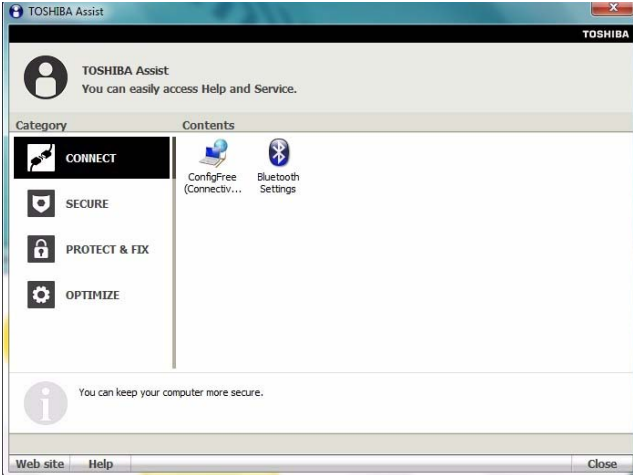 TOSHIBA Assist
TOSHIBA
TOSHIBA Assist
You can easily access Help and Service.
Category
Contents
CONNECT
SECURE
PROTECT & FIX
OPTIMIZE
ConfigFree
(Connectiv...
Bluetooth
Settings
You can keep your computer more secure.
Web site
Help
Close